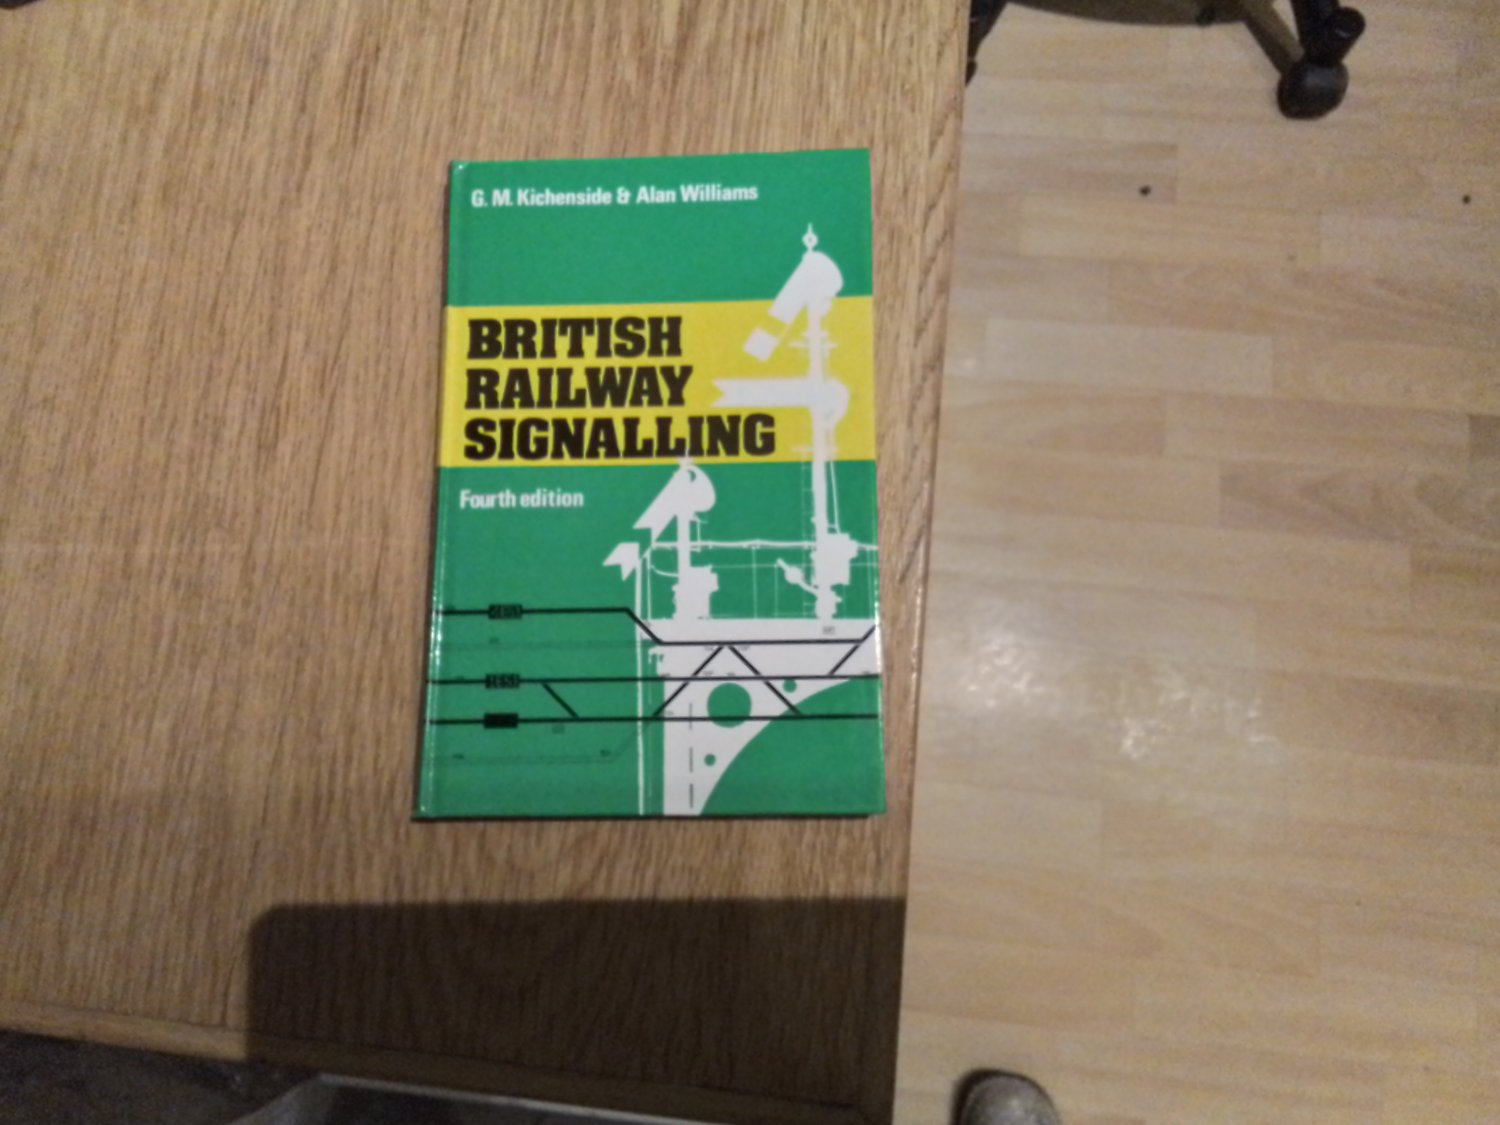 G. M. Kichenside & Alan Williams
BRITISH
RAILWAY
SIGNALLING
Fourth edition